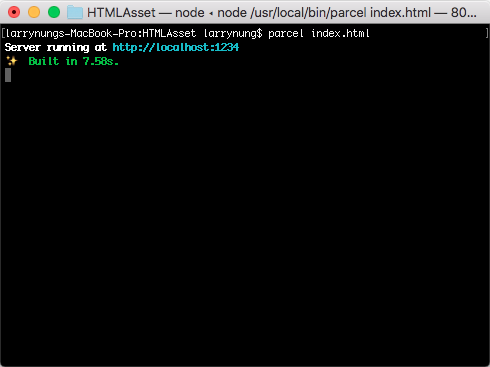 HTMLAsset — node ◂ node /usr/local/bin/parcel index.html — 80...
[larrynungs-MacBook-Pro:HTMLAsset larrynung$ parcel index.html ]
Server running at http://localhost:1234
✨ Built in 7.58s.